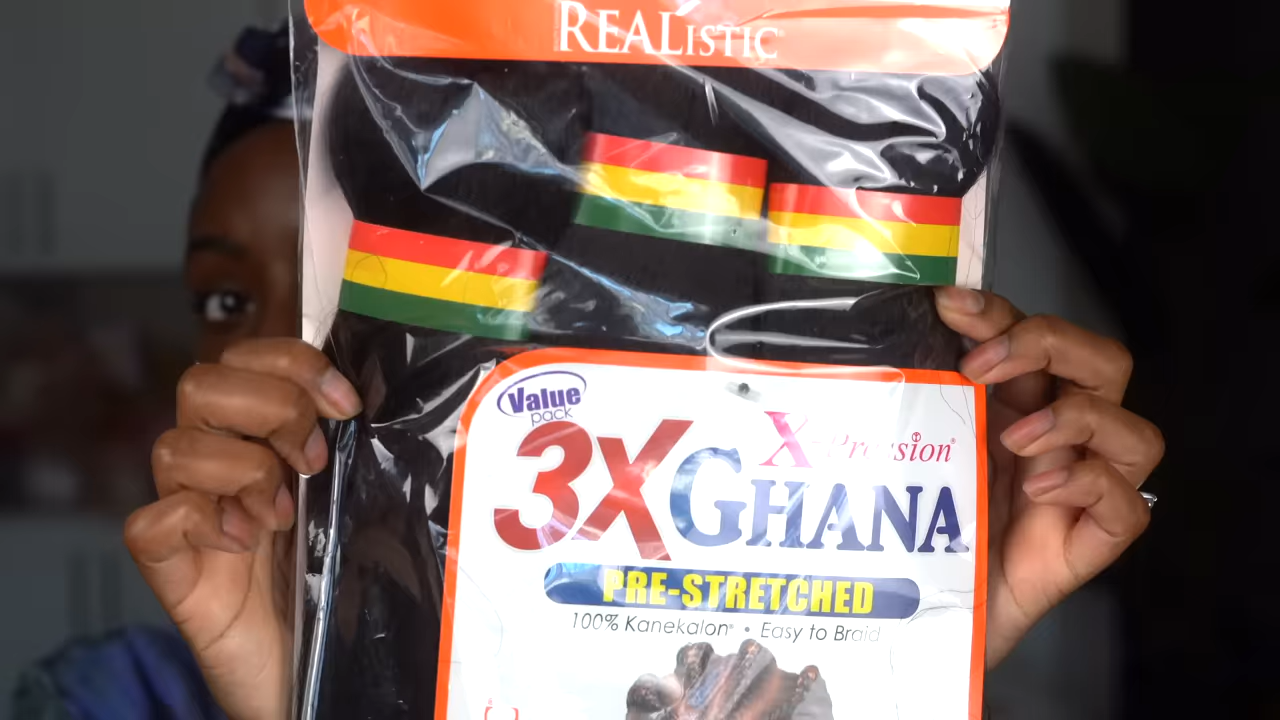 REALISTIC
Value
pack
3X
X-Pression®
GHANA
PRE-STRETCHED
100% Kanekalon® • Easy to Braid